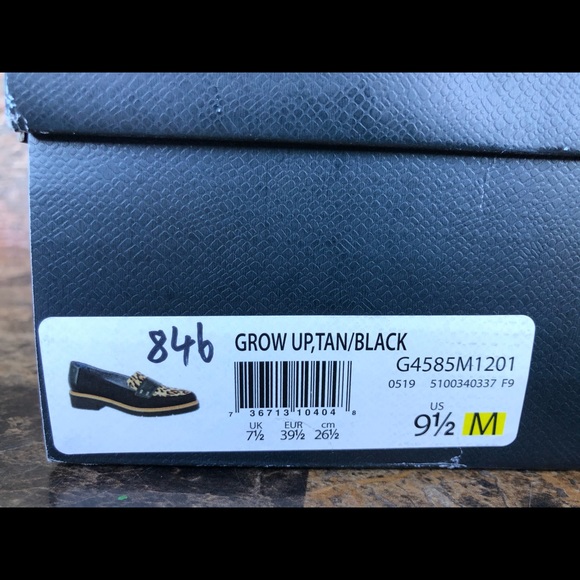 846
GROW UP,TAN/BLACK
G4585M1201
7 36713 10404 8
0519 5100340337 F9
UK EUR cm
7½ 39½ 26½
US
9½ M